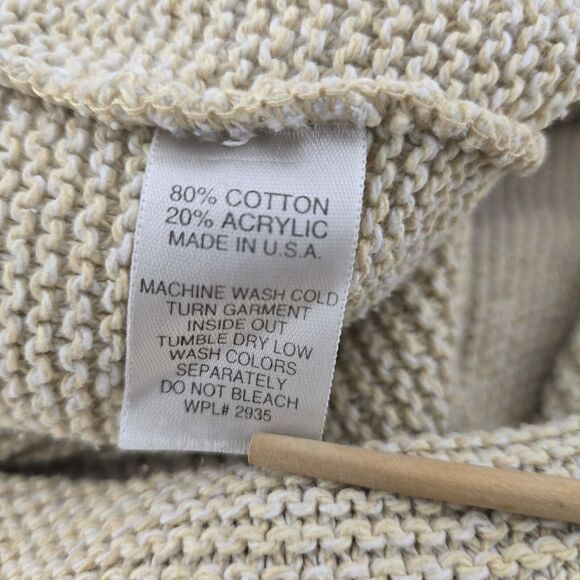 80% COTTON
20% ACRYLIC
MADE IN U.S.A.
MACHINE WASH COLD
TURN GARMENT
INSIDE OUT
TUMBLE DRY LOW
WASH COLORS
SEPARATELY
DO NOT BLEACH
WPL# 2935